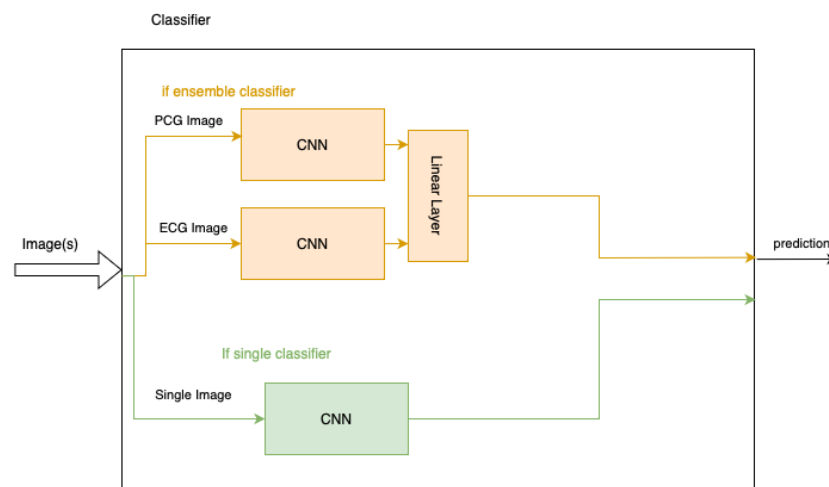 Classifier
if ensemble classifier
PCG Image
CNN
Linear Layer
ECG Image
CNN
Image(s)
prediction
If single classifier
Single Image
CNN